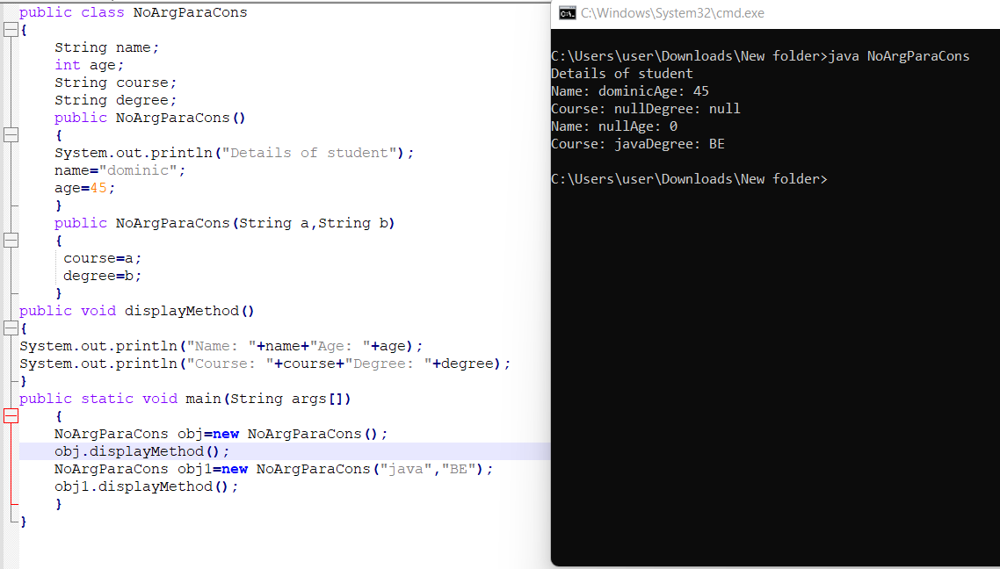 public class NoArgParaCons
{
String name;
int age;
String course;
String degree;
public NoArgParaCons()
{
System.out.println("Details of student");
name="dominic";
age=45;
}
public NoArgParaCons(String a,String b)
{
course=a;
degree=b;
}
public void displayMethod()
{
System.out.println("Name: "+name+"Age: "+age);
System.out.println("Course: "+course+"Degree: "+degree);
}
public static void main(String args[])
{
NoArgParaCons obj=new NoArgParaCons();
obj.displayMethod();
NoArgParaCons obj1=new NoArgParaCons("java","BE");
obj1.displayMethod();
}
}
C:\Windows\System32\cmd.exe
C:\Users\user\Downloads\New folder>java NoArgParaCons
Details of student
Name: dominicAge: 45
Course: nullDegree: null
Name: nullAge: 0
Course: javaDegree: BE
C:\Users\user\Downloads\New folder>